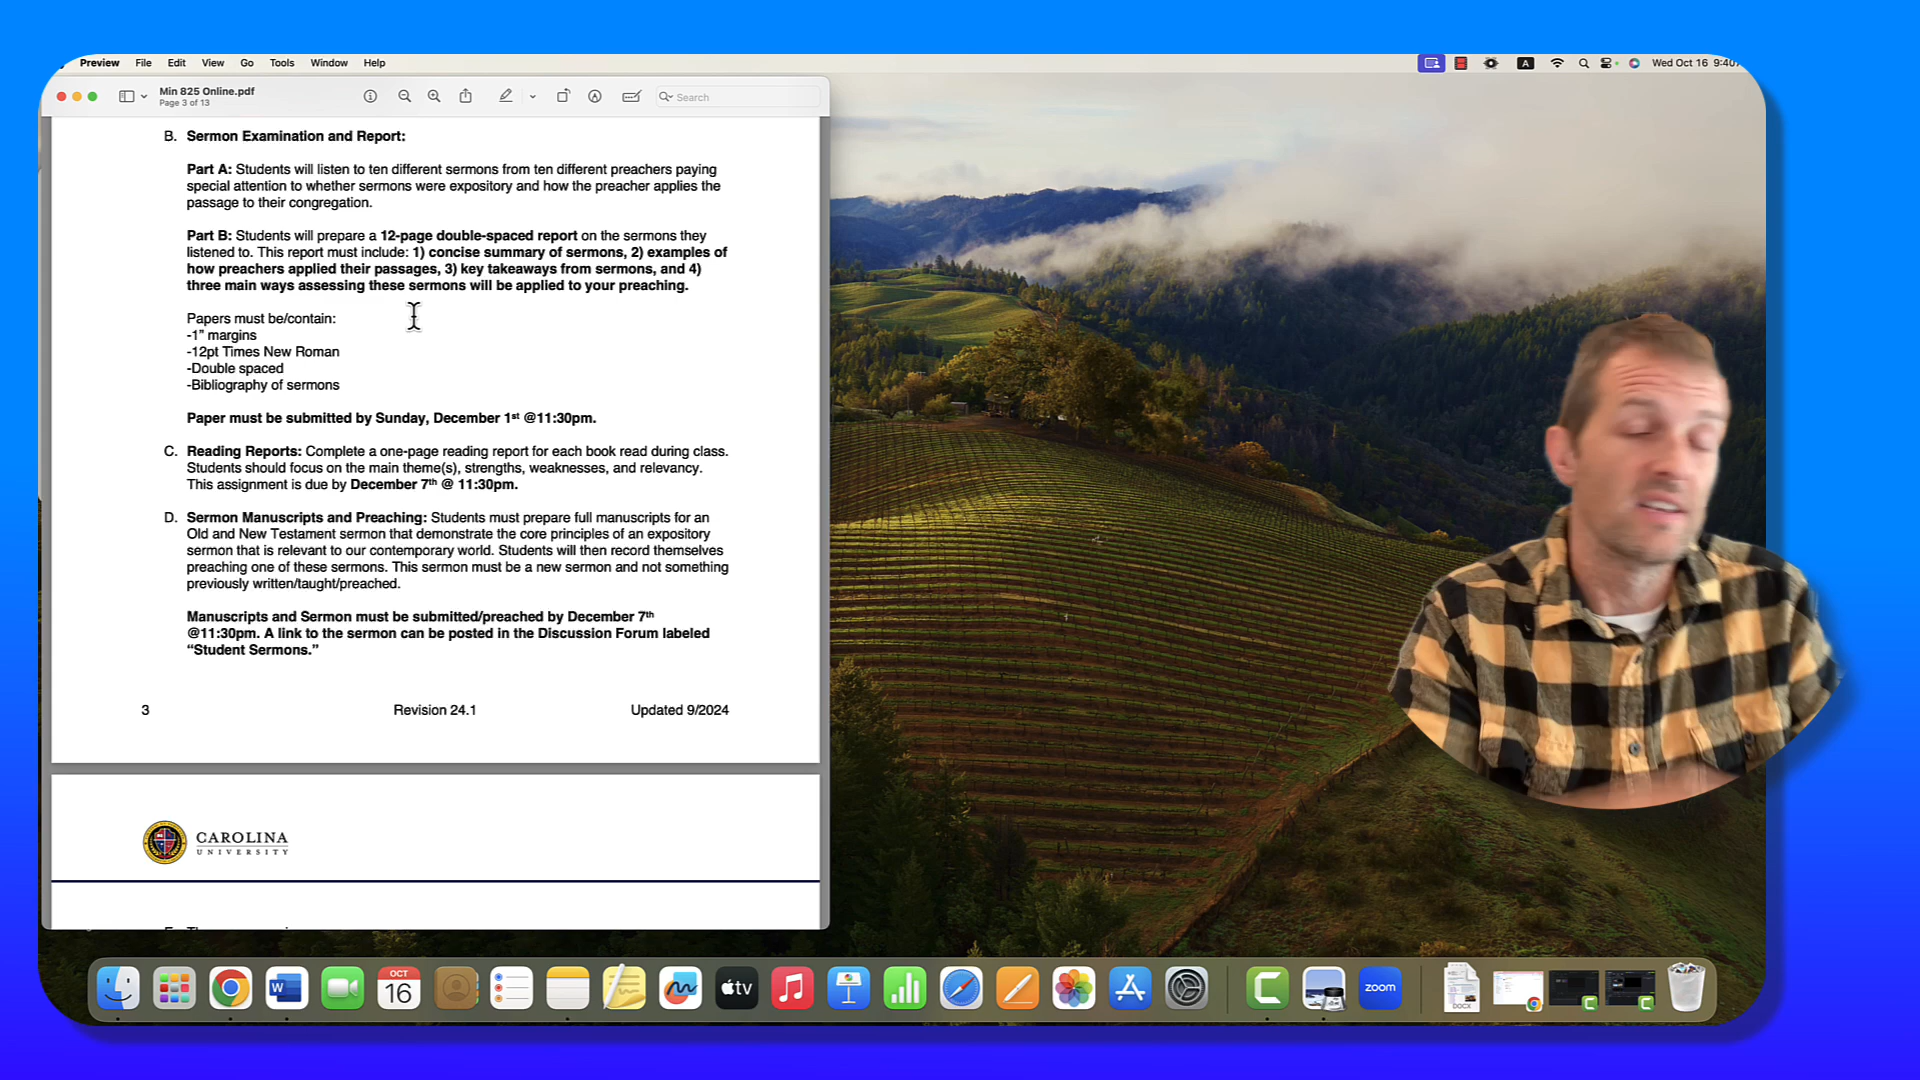 Preview File Edit View Go Tools Window Help
Wed Oct 16 9:40
Min 825 Online.pdf
Page 3 of 13
Search
B. Sermon Examination and Report:
Part A: Students will listen to ten different sermons from ten different preachers paying
special attention to whether sermons were expository and how the preacher applies the
passage to their congregation.
Part B: Students will prepare a 12-page double-spaced report on the sermons they
listened to. This report must include: 1) concise summary of sermons, 2) examples of
how preachers applied their passages, 3) key takeaways from sermons, and 4)
three main ways assessing these sermons will be applied to your preaching.
Papers must be/contain:
-1” margins
-12pt Times New Roman
-Double spaced
-Bibliography of sermons
Paper must be submitted by Sunday, December 1st @11:30pm.
C. Reading Reports: Complete a one-page reading report for each book read during class.
Students should focus on the main theme(s), strengths, weaknesses, and relevancy.
This assignment is due by December 7th @ 11:30pm.
D. Sermon Manuscripts and Preaching: Students must prepare full manuscripts for an
Old and New Testament sermon that demonstrate the core principles of an expository
sermon that is relevant to our contemporary world. Students will then record themselves
preaching one of these sermons. This sermon must be a new sermon and not something
previously written/taught/preached.
Manuscripts and Sermon must be submitted/preached by December 7th
@11:30pm. A link to the sermon can be posted in the Discussion Forum labeled
“Student Sermons.”
3 Revision 24.1 Updated 9/2024
CAROLINA
UNIVERSITY
OCT
16
W
tv
zoom
DOCX